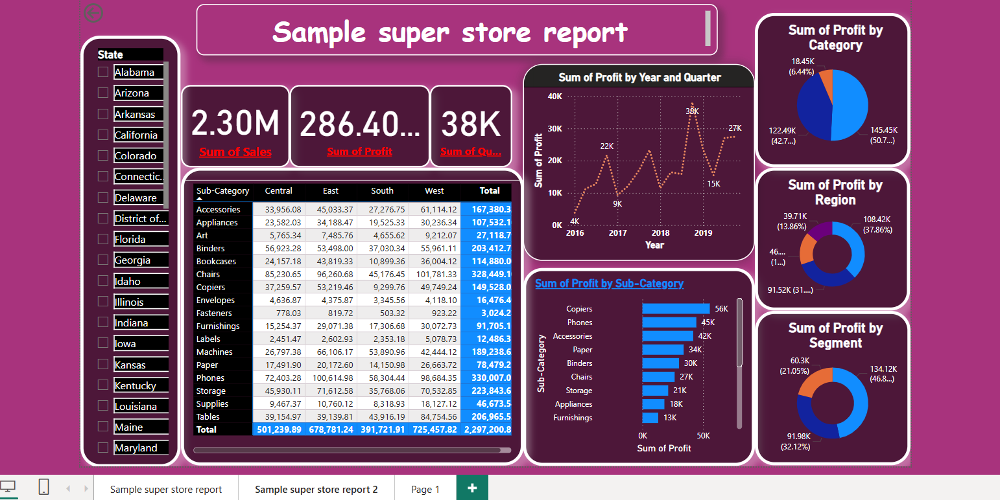 Sample super store report
State
Alabama
Arizona
Arkansas
California
Colorado
Connectic...
Delaware
District of...
Florida
Georgia
Idaho
Illinois
Indiana
Iowa
Kansas
Kentucky
Louisiana
Maine
Maryland
2.30M
Sum of Sales
286.40...
Sum of Profit
38K
Sum of Qu...
Sub-Category Central East South West Total
Accessories 33,956.08 45,033.37 27,276.75 61,114.12 167,380.3
Appliances 23,582.03 34,188.47 19,525.33 30,236.34 107,532.1
Art 5,765.34 7,485.76 4,655.62 9,212.07 27,118.7
Binders 56,923.28 53,498.00 37,030.34 55,961.11 203,412.7
Bookcases 24,157.18 43,819.33 10,899.36 36,004.12 114,880.0
Chairs 85,230.65 96,260.68 45,176.45 101,781.33 328,449.1
Copiers 37,259.57 53,219.46 9,299.76 49,749.24 149,528.0
Envelopes 4,636.87 4,375.87 3,345.56 4,118.10 16,476.4
Fasteners 778.03 819.72 503.32 923.22 3,024.2
Furnishings 15,254.37 29,071.38 17,306.68 30,072.73 91,705.1
Labels 2,451.47 2,602.93 2,353.18 5,078.73 12,486.3
Machines 26,797.38 66,106.17 53,890.96 42,444.12 189,238.6
Paper 17,491.90 20,172.60 14,150.98 26,663.72 78,479.2
Phones 72,403.28 100,614.98 58,304.44 98,684.35 330,007.0
Storage 45,930.11 71,612.58 35,768.06 70,532.85 223,843.6
Supplies 9,467.37 10,760.12 8,318.93 18,127.12 46,673.5
Tables 39,154.97 39,139.81 43,916.19 84,754.56 206,965.5
Total 501,239.89 678,781.24 391,721.91 725,457.82 2,297,200.8
Sum of Profit by Year and Quarter
Sum of Profit
40K
30K
20K
10K
0K
4K
22K
9K
38K
15K
27K
2016 2017 2018 2019
Year
Sum of Profit by Sub-Category
Sub-Category
Copiers 56K
Phones 45K
Accessories 42K
Paper 34K
Binders 30K
Chairs 27K
Storage 21K
Appliances 18K
Furnishings 13K
0K 50K
Sum of Profit
Sum of Profit by
Category
18.45K
(6.44%)
122.49K
(42.7...)
145.45K
(50.7...)
Sum of Profit by
Region
39.71K
(13.86%)
108.42K
(37.86%)
46....
(1...)
91.52K (31....)
Sum of Profit by
Segment
60.3K
(21.05%)
134.12K
(46.8...)
91.98K
(32.12%)
Sample super store report
Sample super store report 2
Page 1
+